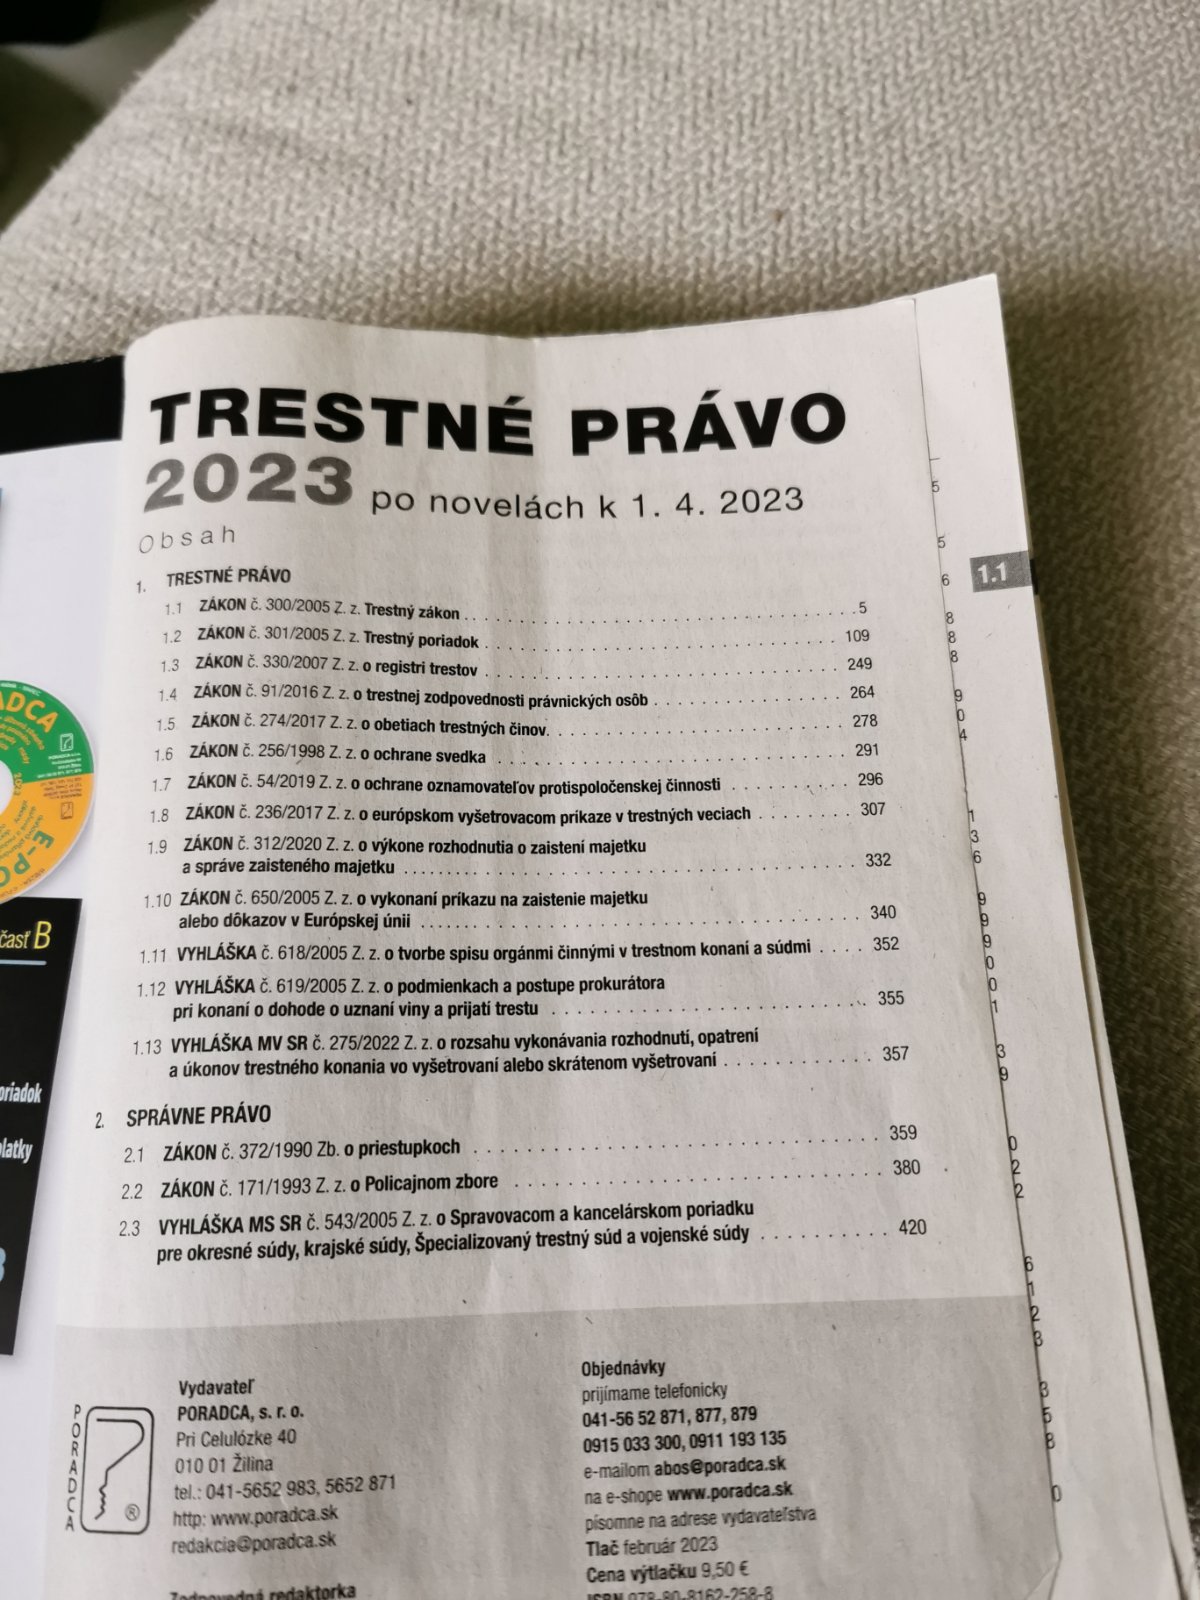 TRESTNÉ PRÁVO
2023 po novelách k 1. 4. 2023
Obsah
1. TRESTNÉ PRÁVO
1.1 ZÁKON č. 300/2005 Z. z. Trestný zákon . . . . . . . . . . 5
1.2 ZÁKON č. 301/2005 Z. z. Trestný poriadok . . . . . . . . . . 109
1.3 ZÁKON č. 330/2007 Z. z. o registri trestov . . . . . . . . . . 249
1.4 ZÁKON č. 91/2016 Z. z. o trestnej zodpovednosti právnických osôb . . . . . . . . . . 264
1.5 ZÁKON č. 274/2017 Z. z. o obetiach trestných činov. . . . . . . . . . 278
1.6 ZÁKON č. 256/1998 Z. z. o ochrane svedka . . . . . . . . . . 291
1.7 ZÁKON č. 54/2019 Z. z. o ochrane oznamovateľov protispoločenskej činnosti . . . . . . . . . . 296
1.8 ZÁKON č. 236/2017 Z. z. o európskom vyšetrovacom príkaze v trestných veciach . . . . . . . . . 307
1.9 ZÁKON č. 312/2020 Z. z. o výkone rozhodnutia o zaistení majetku
a správe zaisteného majetku . . . . . . . . . . 332
1.10 ZÁKON č. 650/2005 Z. z. o vykonaní príkazu na zaistenie majetku
alebo dôkazov v Európskej únii . . . . . . . . . . 340
1.11 VYHLÁŠKA č. 618/2005 Z. z. o tvorbe spisu orgánmi činnými v trestnom konaní a súdmi . . . . 352
1.12 VYHLÁŠKA č. 619/2005 Z. z. o podmienkach a postupe prokurátora
pri konaní o dohode o uznaní viny a prijatí trestu . . . . . . . . . . 355
1.13 VYHLÁŠKA MV SR č. 275/2022 Z. z. o rozsahu vykonávania rozhodnutí, opatrení
a úkonov trestného konania vo vyšetrovaní alebo skrátenom vyšetrovaní . . . . . . . . . . 357
2. SPRÁVNE PRÁVO
2.1 ZÁKON č. 372/1990 Zb. o priestupkoch . . . . . . . . . . 359
2.2 ZÁKON č. 171/1993 Z. z. o Policajnom zbore . . . . . . . . . . 380
2.3 VYHLÁŠKA MS SR č. 543/2005 Z. z. o Spravovacom a kancelárskom poriadku
pre okresné súdy, krajské súdy, Špecializovaný trestný súd a vojenské súdy . . . . . . . . . . 420
PORADCA
®
Vydavateľ
PORADCA, s. r. o.
Pri Celulózke 40
010 01 Žilina
tel.: 041-5652 983, 5652 871
http: www.poradca.sk
redakcia@poradca.sk
Zodpovedná redaktorka
Objednávky
prijímame telefonicky
041-56 52 871, 877, 879
0915 033 300, 0911 193 135
e-mailom abos@poradca.sk
na e-shope www.poradca.sk
písomne na adrese vydavateľstva
Tlač február 2023
Cena výtlačku 9,50 €
ISBN 978-80-8162-258-8
1.1
časť B
oriadok
latky
ADCA
E-PO